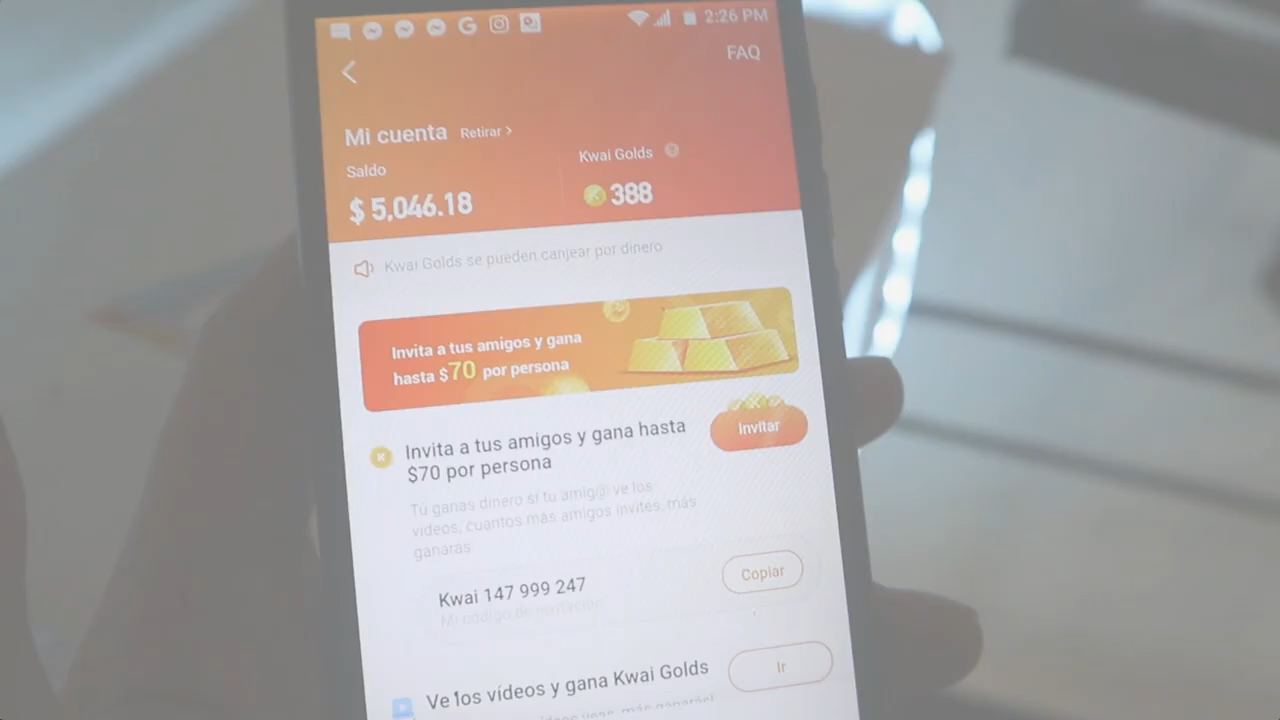 2:26 PM
FAQ
Mi cuenta Retirar >
Saldo
Kwai Golds
$ 5,046.18
388
Kwai Golds se pueden canjear por dinero
Invita a tus amigos y gana
hasta $70 por persona
Invita a tus amigos y gana hasta
$70 por persona
Invitar
Tú ganas dinero si tu amig@ ve los
videos, cuantos más amigos invites, más
ganarás
Kwai 147 999 247
Copiar
Mi código de invitación
Ve los vídeos y gana Kwai Golds
Ir